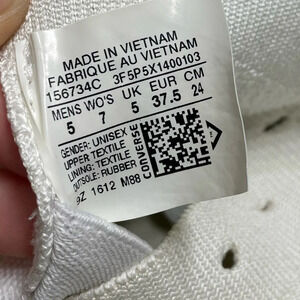 MADE IN VIETNAM
FABRIQUE AU VIETNAM
156734C 3F5P5X1400103
MENS WO'S UK EUR CM
5 7 5 37.5 24
GENDER: UNISEX
UPPER: TEXTILE
LINING: TEXTILE
OUTSOLE: RUBBER
9Z 1612 M88
CONVERSE